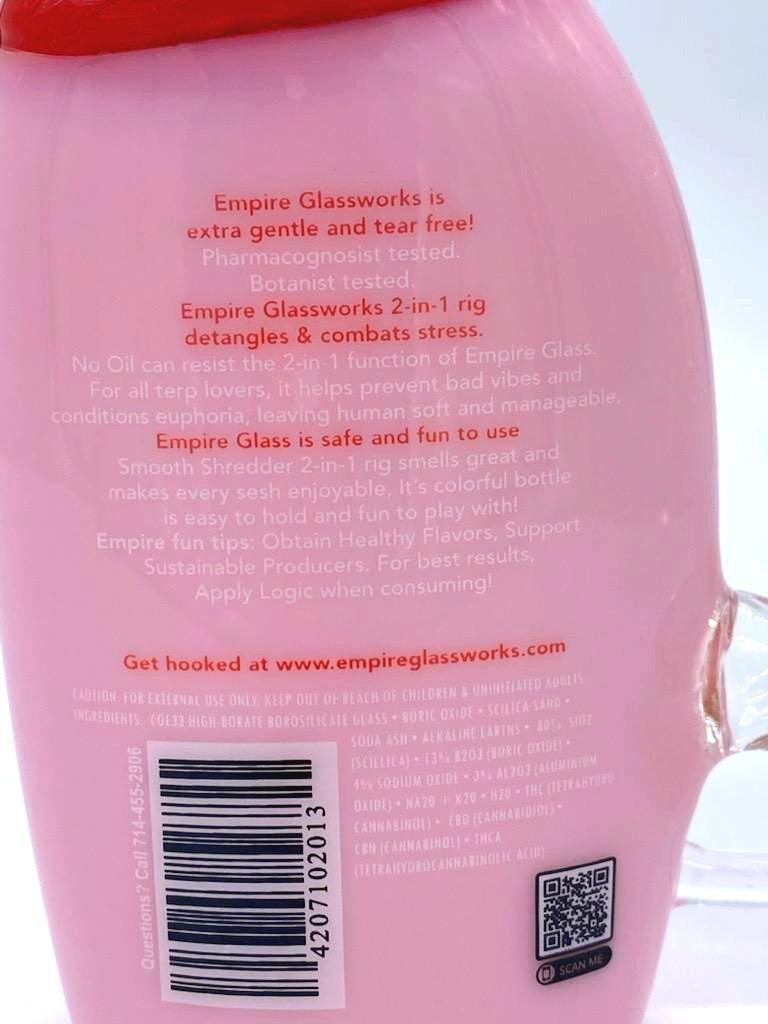 Empire Glassworks is
extra gentle and tear free!
Pharmacognosist tested.
Botanist tested.
Empire Glassworks 2-in-1 rig
detangles & combats stress.
No Oil can resist the 2-in-1 function of Empire Glass.
For all terp lovers, it helps prevent bad vibes and
conditions euphoria, leaving human soft and manageable.
Empire Glass is safe and fun to use
Smooth Shredder 2-in-1 rig smells great and
makes every sesh enjoyable, It's colorful bottle
is easy to hold and fun to play with!
Empire fun tips: Obtain Healthy Flavors, Support
Sustainable Producers. For best results,
Apply Logic when consuming!
Get hooked at www.empireglassworks.com
CAUTION: FOR EXTERNAL USE ONLY. KEEP OUT OF REACH OF CHILDREN & UNINITIATED ADULTS
INGREDIENTS: COE33 HIGH-BORATE BOROSILICATE GLASS • BORIC OXIDE • SCILICA SAND •
SODA ASH • ALKALINE EARTHS • 80% SIO2
(SCILLICA) • 13% B2O3 (BORIC OXIDE) •
4% SODIUM OXIDE • 3% AL2O3 (ALUMINIUM
OXIDE) • NA2O + K2O • H2O • THC (TETRAHYDRO
CANNABINOL) • CBD (CANNABIDIOL) •
CBN (CANNABINOL) • THCA
(TETRAHYDROCANNABINOLIC ACID)
Questions? Call 714-455-2906
4207102013
SCAN ME